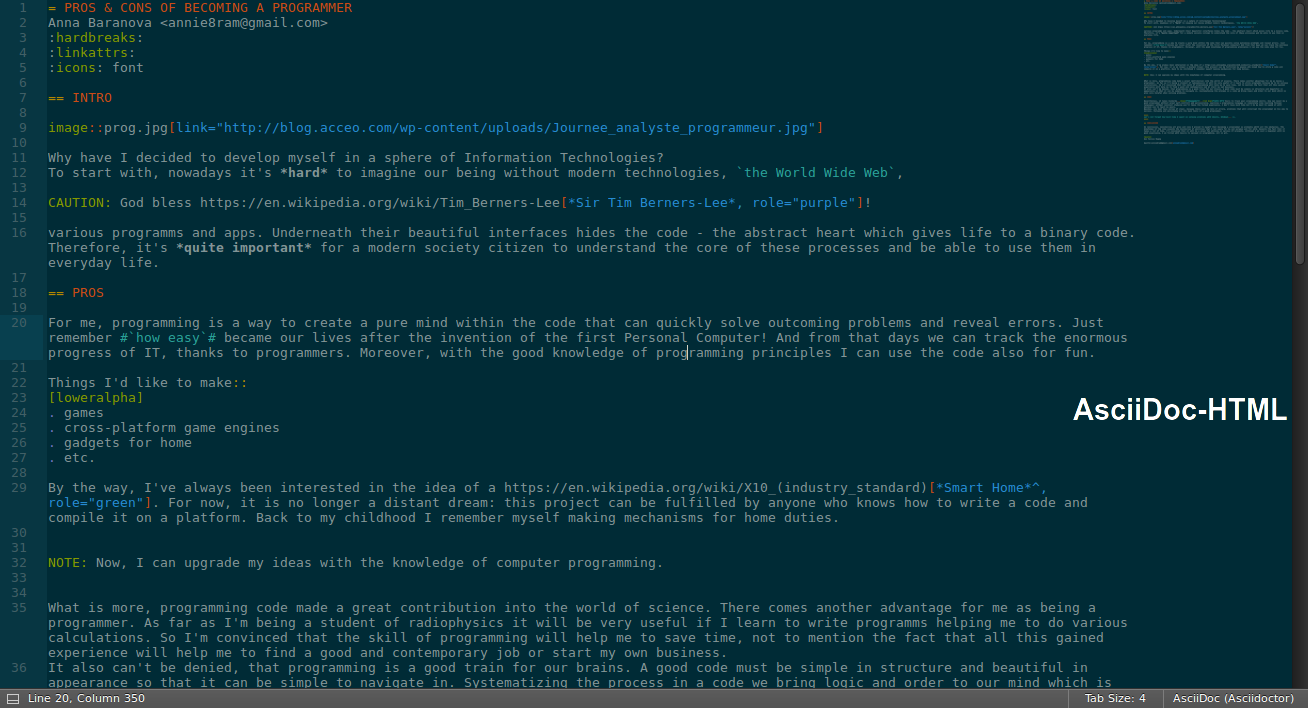 1 = PROS & CONS OF BECOMING A PROGRAMMER
2 Anna Baranova <annie8ram@gmail.com>
3 :hardbreaks:
4 :linkattrs:
5 :icons: font
6
7 == INTRO
8
9 image::prog.jpg[link="http://blog.acceo.com/wp-content/uploads/Journee_analyste_programmeur.jpg"]
10
11 Why have I decided to develop myself in a sphere of Information Technologies?
12 To start with, nowadays it's *hard* to imagine our being without modern technologies, `the World Wide Web`,
13
14 CAUTION: God bless https://en.wikipedia.org/wiki/Tim_Berners-Lee[*Sir Tim Berners-Lee*, role="purple"]!
15
16 various programms and apps. Underneath their beautiful interfaces hides the code - the abstract heart which gives life to a binary code.
Therefore, it's *quite important* for a modern society citizen to understand the core of these processes and be able to use them in
everyday life.
17
18 == PROS
19
20 For me, programming is a way to create a pure mind within the code that can quickly solve outcoming problems and reveal errors. Just
remember #`how easy`# became our lives after the invention of the first Personal Computer! And from that days we can track the enormous
progress of IT, thanks to programmers. Moreover, with the good knowledge of programming principles I can use the code also for fun.
21
22 Things I'd like to make::
23 [loweralpha]
24 . games
25 . cross-platform game engines
26 . gadgets for home
27 . etc.
28
29 By the way, I've always been interested in the idea of a https://en.wikipedia.org/wiki/X10_(industry_standard)[*Smart Home*^,
role="green"]. For now, it is no longer a distant dream: this project can be fulfilled by anyone who knows how to write a code and
compile it on a platform. Back to my childhood I remember myself making mechanisms for home duties.
30
31
32 NOTE: Now, I can upgrade my ideas with the knowledge of computer programming.
33
34
35 What is more, programming code made a great contribution into the world of science. There comes another advantage for me as being a
programmer. As far as I'm being a student of radiophysics it will be very useful if I learn to write programms helping me to do various
calculations. So I'm convinced that the skill of programming will help me to save time, not to mention the fact that all this gained
experience will help me to find a good and contemporary job or start my own business.
36 It also can't be denied, that programming is a good train for our brains. A good code must be simple in structure and beautiful in
appearance so that it can be simple to navigate in. Systematizing the process in a code we bring logic and order to our mind which is
AsciiDoc-HTML
Line 20, Column 350
Tab Size: 4
AsciiDoc (Asciidoctor)